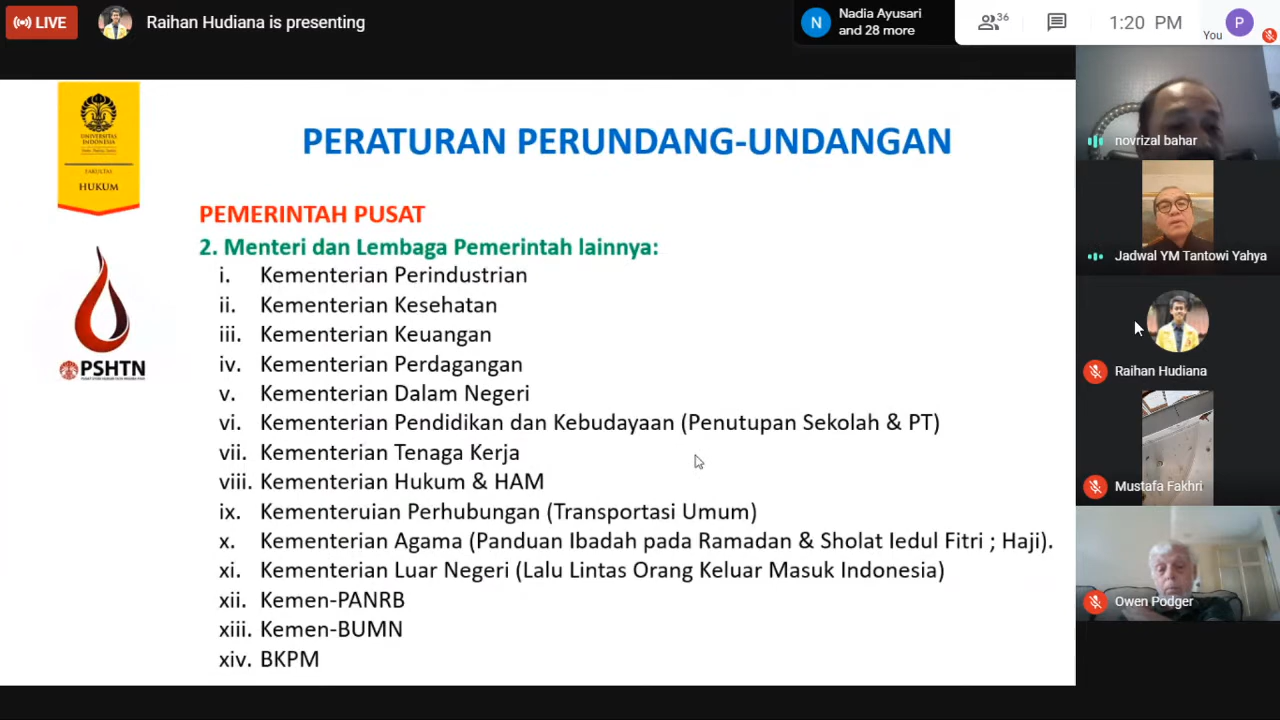 LIVE
Raihan Hudiana is presenting
N
Nadia Ayusari
and 28 more
36
1:20 PM
You
P
UNIVERSITAS
INDONESIA
FAKULTAS
HUKUM
PERATURAN PERUNDANG-UNDANGAN
PEMERINTAH PUSAT
2. Menteri dan Lembaga Pemerintah lainnya:
i. Kementerian Perindustrian
ii. Kementerian Kesehatan
iii. Kementerian Keuangan
iv. Kementerian Perdagangan
v. Kementerian Dalam Negeri
vi. Kementerian Pendidikan dan Kebudayaan (Penutupan Sekolah & PT)
vii. Kementerian Tenaga Kerja
viii. Kementerian Hukum & HAM
ix. Kementeruian Perhubungan (Transportasi Umum)
x. Kementerian Agama (Panduan Ibadah pada Ramadan & Sholat Iedul Fitri ; Haji).
xi. Kementerian Luar Negeri (Lalu Lintas Orang Keluar Masuk Indonesia)
xii. Kemen-PANRB
xiii. Kemen-BUMN
xiv. BKPM
PSHTN
novrizal bahar
Jadwal YM Tantowi Yahya
Raihan Hudiana
Mustafa Fakhri
Owen Podger